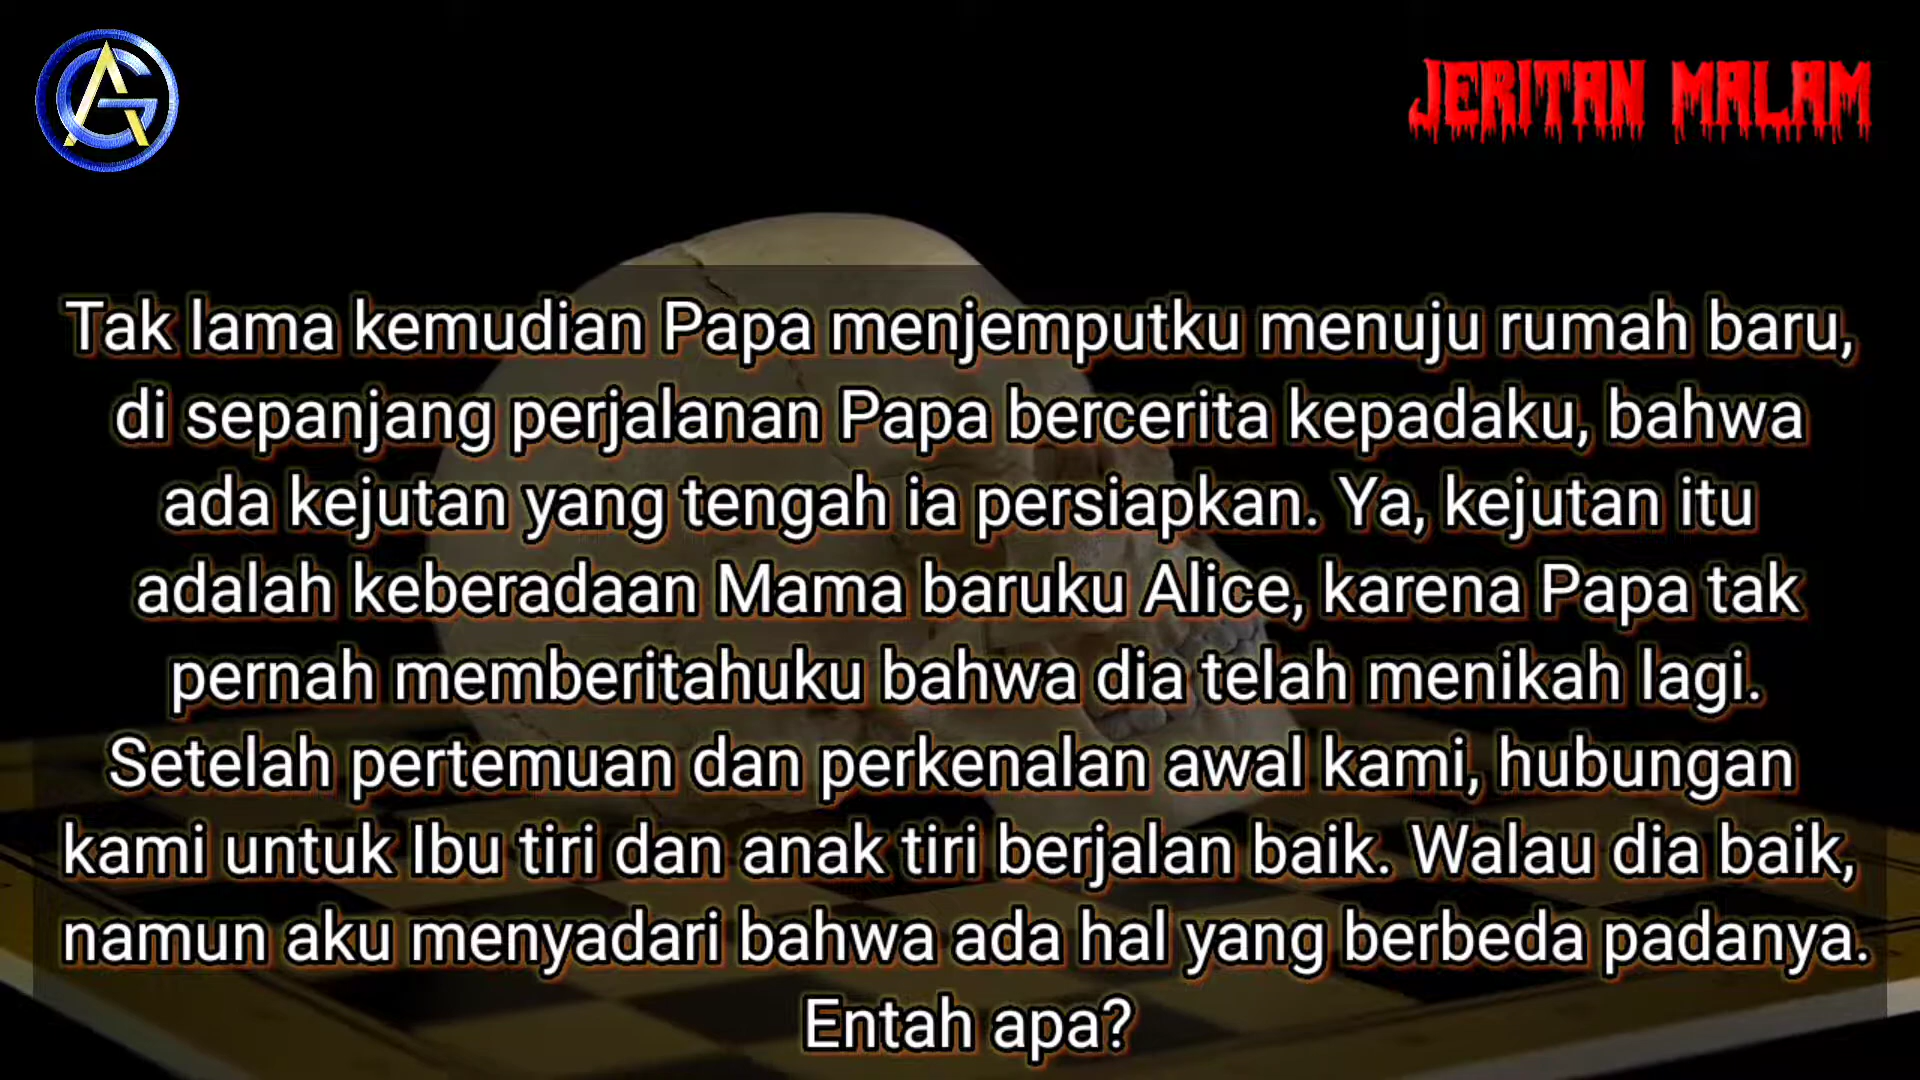 JERITAN MALAM
Tak lama kemudian Papa menjemputku menuju rumah baru,
di sepanjang perjalanan Papa bercerita kepadaku, bahwa
ada kejutan yang tengah ia persiapkan. Ya, kejutan itu
adalah keberadaan Mama baruku Alice, karena Papa tak
pernah memberitahuku bahwa dia telah menikah lagi.
Setelah pertemuan dan perkenalan awal kami, hubungan
kami untuk Ibu tiri dan anak tiri berjalan baik. Walau dia baik,
namun aku menyadari bahwa ada hal yang berbeda padanya.
Entah apa?